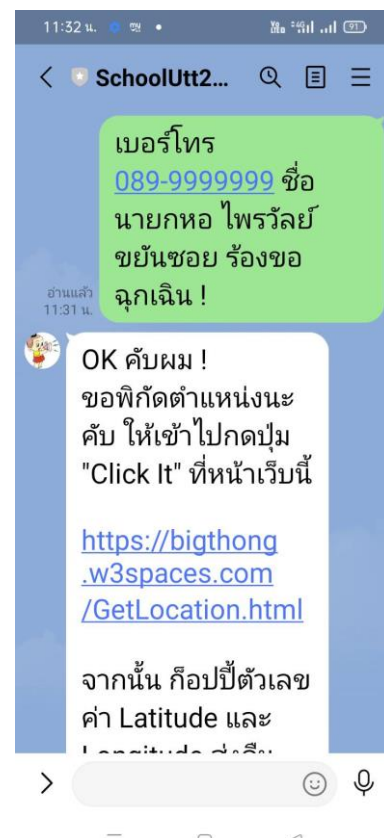 11:32 น.
91
SchoolUtt2...
เบอร์โทร
089-9999999 ชื่อ
นายกหอ ไพรวัลย์
ขยันซอย ร้องขอ
ฉุกเฉิน !
อ่านแล้ว
11:31 น.
OK คับผม !
ขอพิกัดตำแหน่งนะ
คับ ให้เข้าไปกดปุ่ม
"Click It" ที่หน้าเว็บนี้
https://bigthong
.w3spaces.com
/GetLocation.html
จากนั้น ก็อปปี้ตัวเลข
ค่า Latitude และ